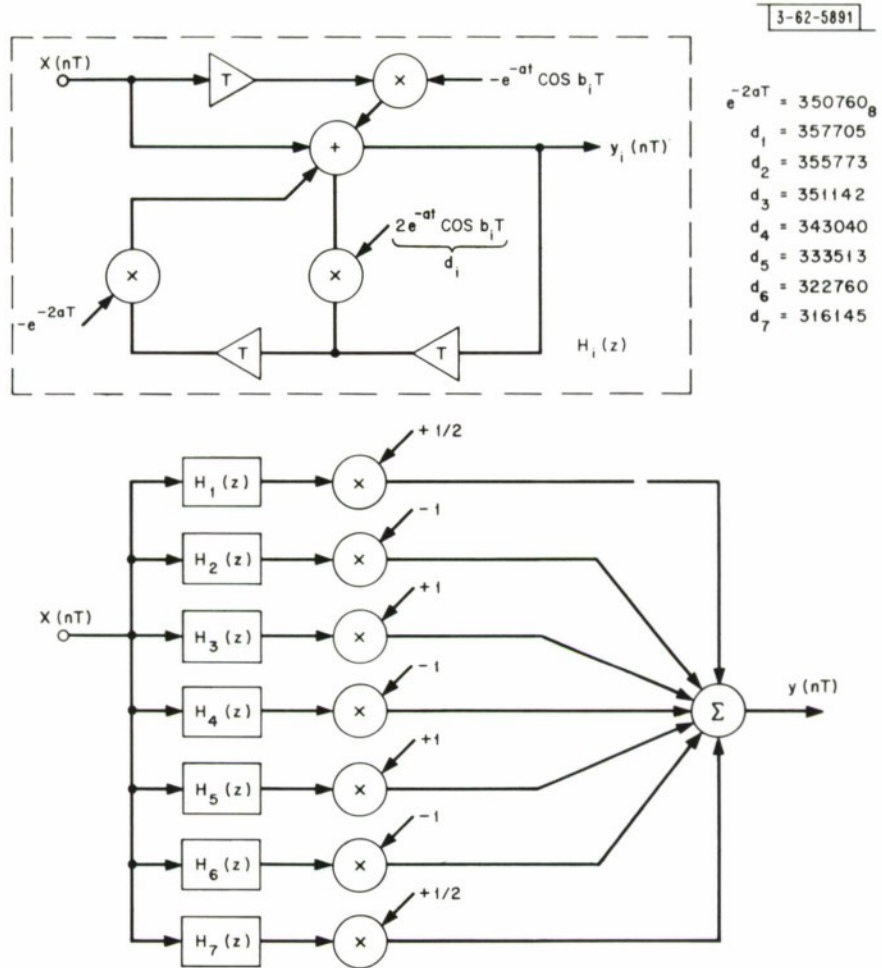 3-62-5891
X (nT)
T
×
-e^-at COS b_i T
+
y_i (nT)
×
×
2e^-at COS b_i T
d_i
-e^-2aT
T
T
H_i (z)
e^-2aT = 350760_8
d_1 = 357705
d_2 = 355773
d_3 = 351142
d_4 = 343040
d_5 = 333513
d_6 = 322760
d_7 = 316145
+ 1/2
H_1 (z)
×
- 1
H_2 (z)
×
X (nT)
+1
H_3 (z)
×
- 1
H_4 (z)
×
Σ
y (nT)
+1
H_5 (z)
×
- 1
H_6 (z)
×
+1/2
H_7 (z)
×